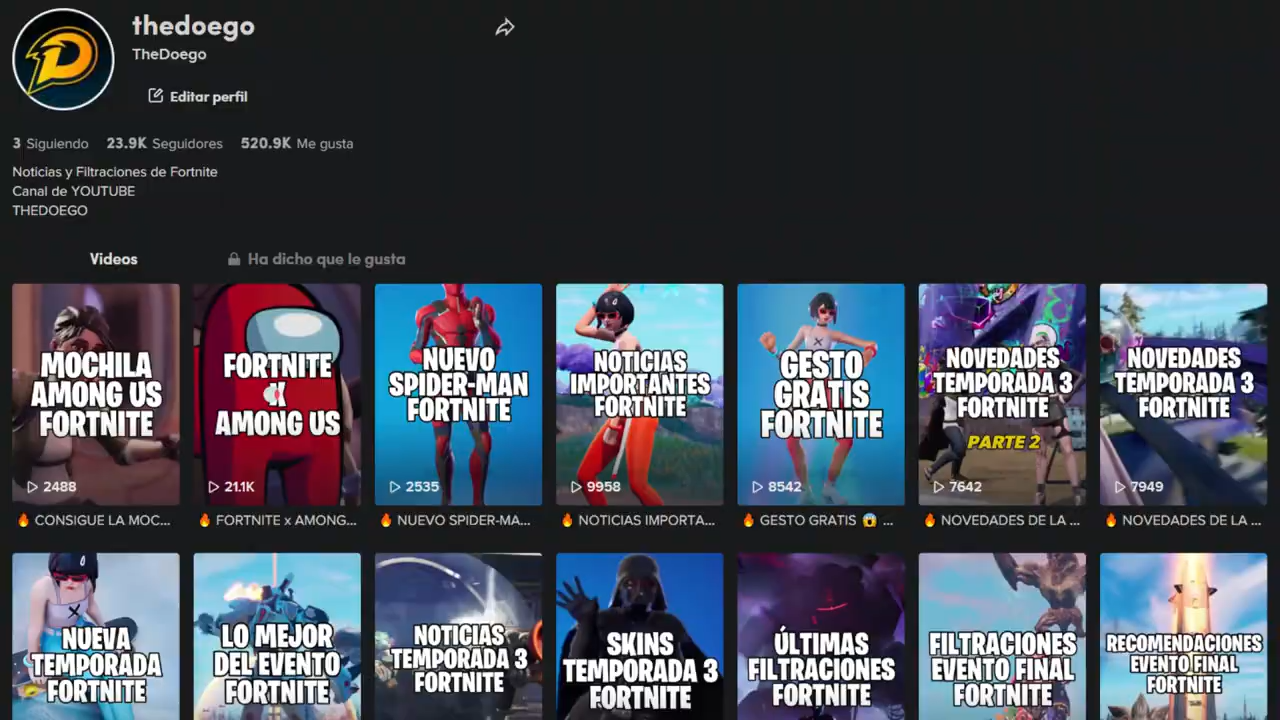 thedoego
TheDoego
Editar perfil
3 Siguiendo 23.9K Seguidores 520.9K Me gusta
Noticias y Filtraciones de Fortnite
Canal de YOUTUBE
THEDOEGO
Videos
Ha dicho que le gusta
MOCHILA
AMONG US
FORTNITE
2488
🔥 CONSIGUE LA MOC...
FORTNITE
X
AMONG US
21.1K
🔥 FORTNITE x AMONG...
NUEVO
SPIDER-MAN
FORTNITE
2535
🔥 NUEVO SPIDER-MA...
NOTICIAS
IMPORTANTES
FORTNITE
9958
🔥 NOTICIAS IMPORTA...
GESTO
GRATIS
FORTNITE
8542
🔥 GESTO GRATIS 😱 ...
NOVEDADES
TEMPORADA 3
FORTNITE
PARTE 2
7642
🔥 NOVEDADES DE LA ...
NOVEDADES
TEMPORADA 3
FORTNITE
7949
🔥 NOVEDADES DE LA ...
NUEVA
TEMPORADA
FORTNITE
LO MEJOR
DEL EVENTO
FORTNITE
NOTICIAS
TEMPORADA 3
FORTNITE
SKINS
TEMPORADA 3
FORTNITE
ÚLTIMAS
FILTRACIONES
FORTNITE
FILTRACIONES
EVENTO FINAL
FORTNITE
RECOMENDACIONES
EVENTO FINAL
FORTNITE